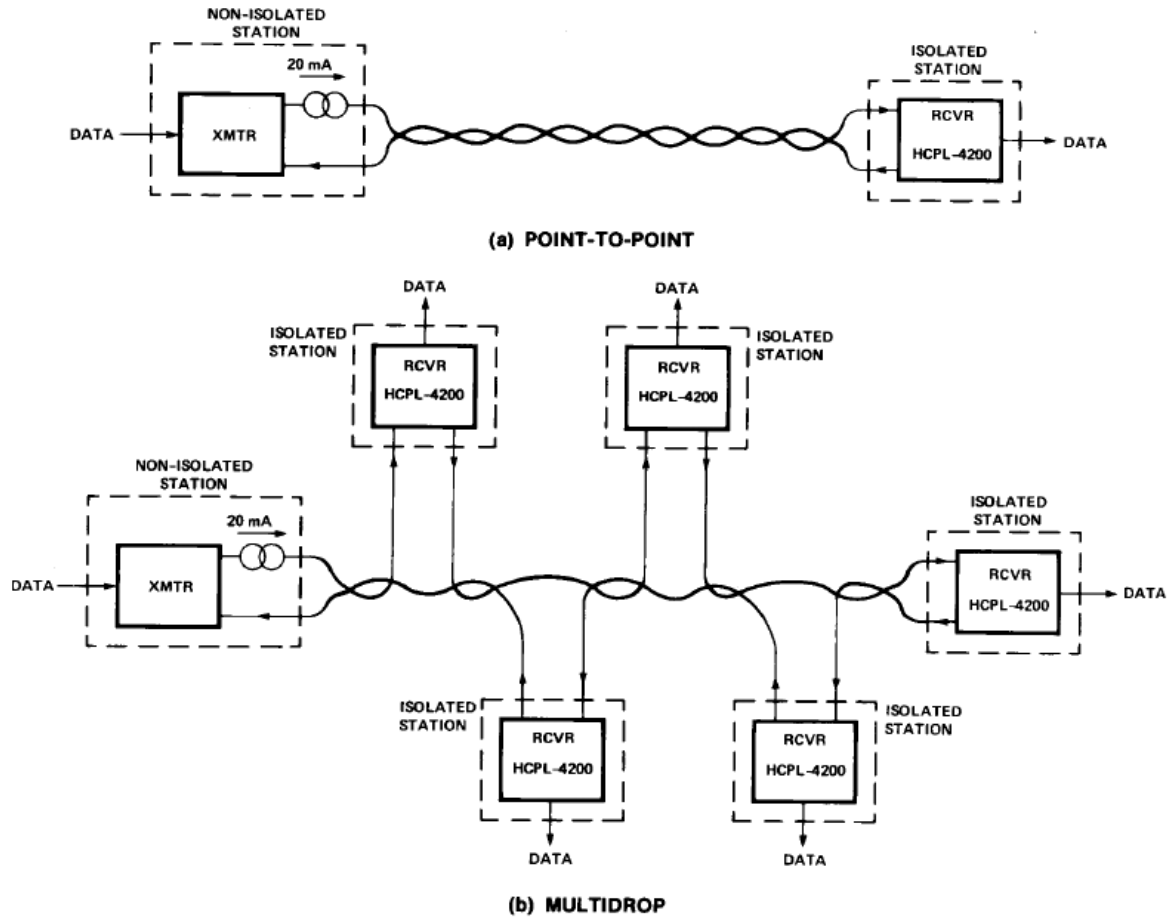 NON-ISOLATED
STATION
20 mA
DATA
XMTR
ISOLATED
STATION
RCVR
HCPL-4200
DATA
(a) POINT-TO-POINT
DATA
ISOLATED
STATION
RCVR
HCPL-4200
DATA
ISOLATED
STATION
RCVR
HCPL-4200
NON-ISOLATED
STATION
20 mA
DATA
XMTR
ISOLATED
STATION
RCVR
HCPL-4200
DATA
ISOLATED
STATION
RCVR
HCPL-4200
DATA
ISOLATED
STATION
RCVR
HCPL-4200
DATA
(b) MULTIDROP